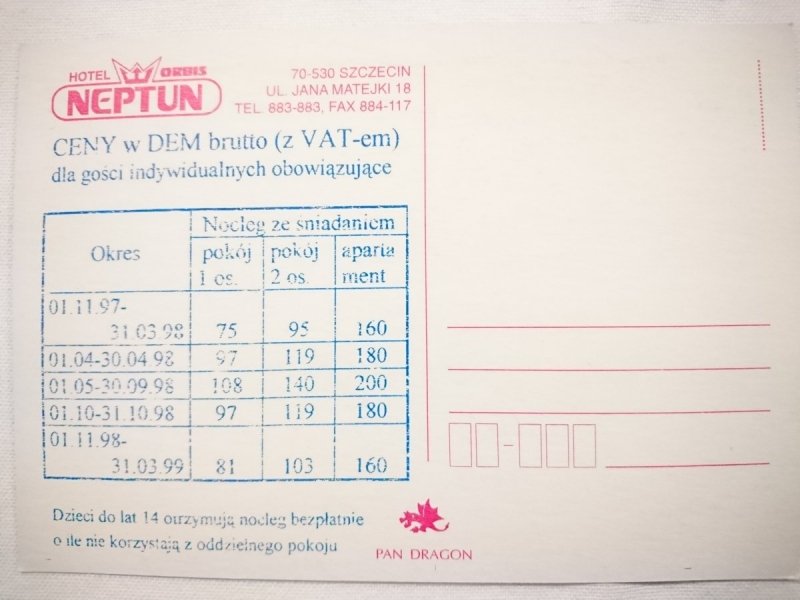 HOTEL ORBIS
NEPTUN
70-530 SZCZECIN
UL. JANA MATEJKI 18
TEL. 883-883, FAX 884-117
CENY w DEM brutto (z VAT-em)
dla gości indywidualnych obowiązujące
Okres
Nocleg ze śniadaniem
pokój 1 os.
pokój 2 os.
aparta ment
01.11.97-
31.03 98 75 95 160
01.04-30.04.98 97 119 180
01.05-30.09.98 108 140 200
01.10-31.10.98 97 119 180
01.11.98-
31.03.99 81 103 160
Dzieci do lat 14 otrzymują nocleg bezpłatnie
o ile nie korzystają z oddzielnego pokoju
PAN DRAGON